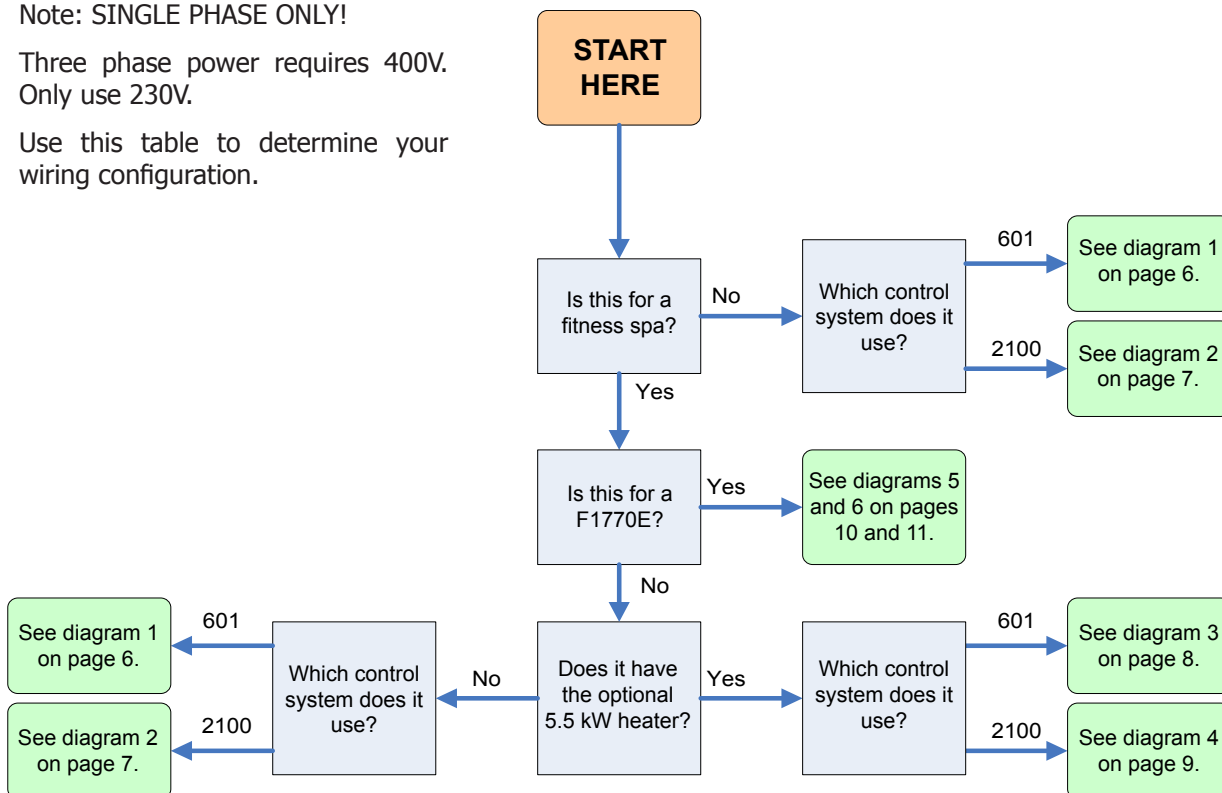 Note: SINGLE PHASE ONLY!
Three phase power requires 400V.
Only use 230V.
Use this table to determine your
wiring configuration.
START
HERE
Is this for a
fitness spa?
No
Which control
system does it
use?
601
See diagram 1
on page 6.
2100
See diagram 2
on page 7.
Yes
Is this for a
F1770E?
Yes
See diagrams 5
and 6 on pages
10 and 11.
No
Does it have
the optional
5.5 kW heater?
No
Which control
system does it
use?
601
See diagram 1
on page 6.
2100
See diagram 2
on page 7.
Yes
Which control
system does it
use?
601
See diagram 3
on page 8.
2100
See diagram 4
on page 9.